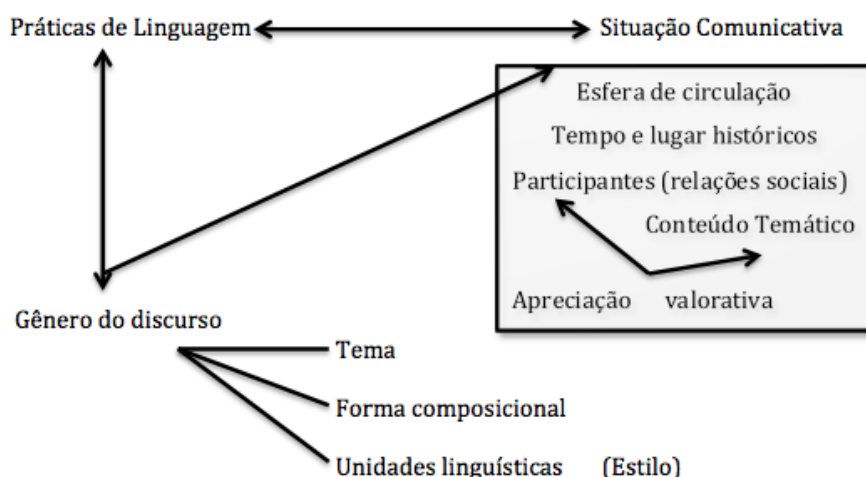 Práticas de Linguagem
Situação Comunicativa
Esfera de circulação
Tempo e lugar históricos
Participantes (relações sociais)
Conteúdo Temático
Apreciação valorativa
Gênero do discurso
Tema
Forma composicional
Unidades linguísticas (Estilo)